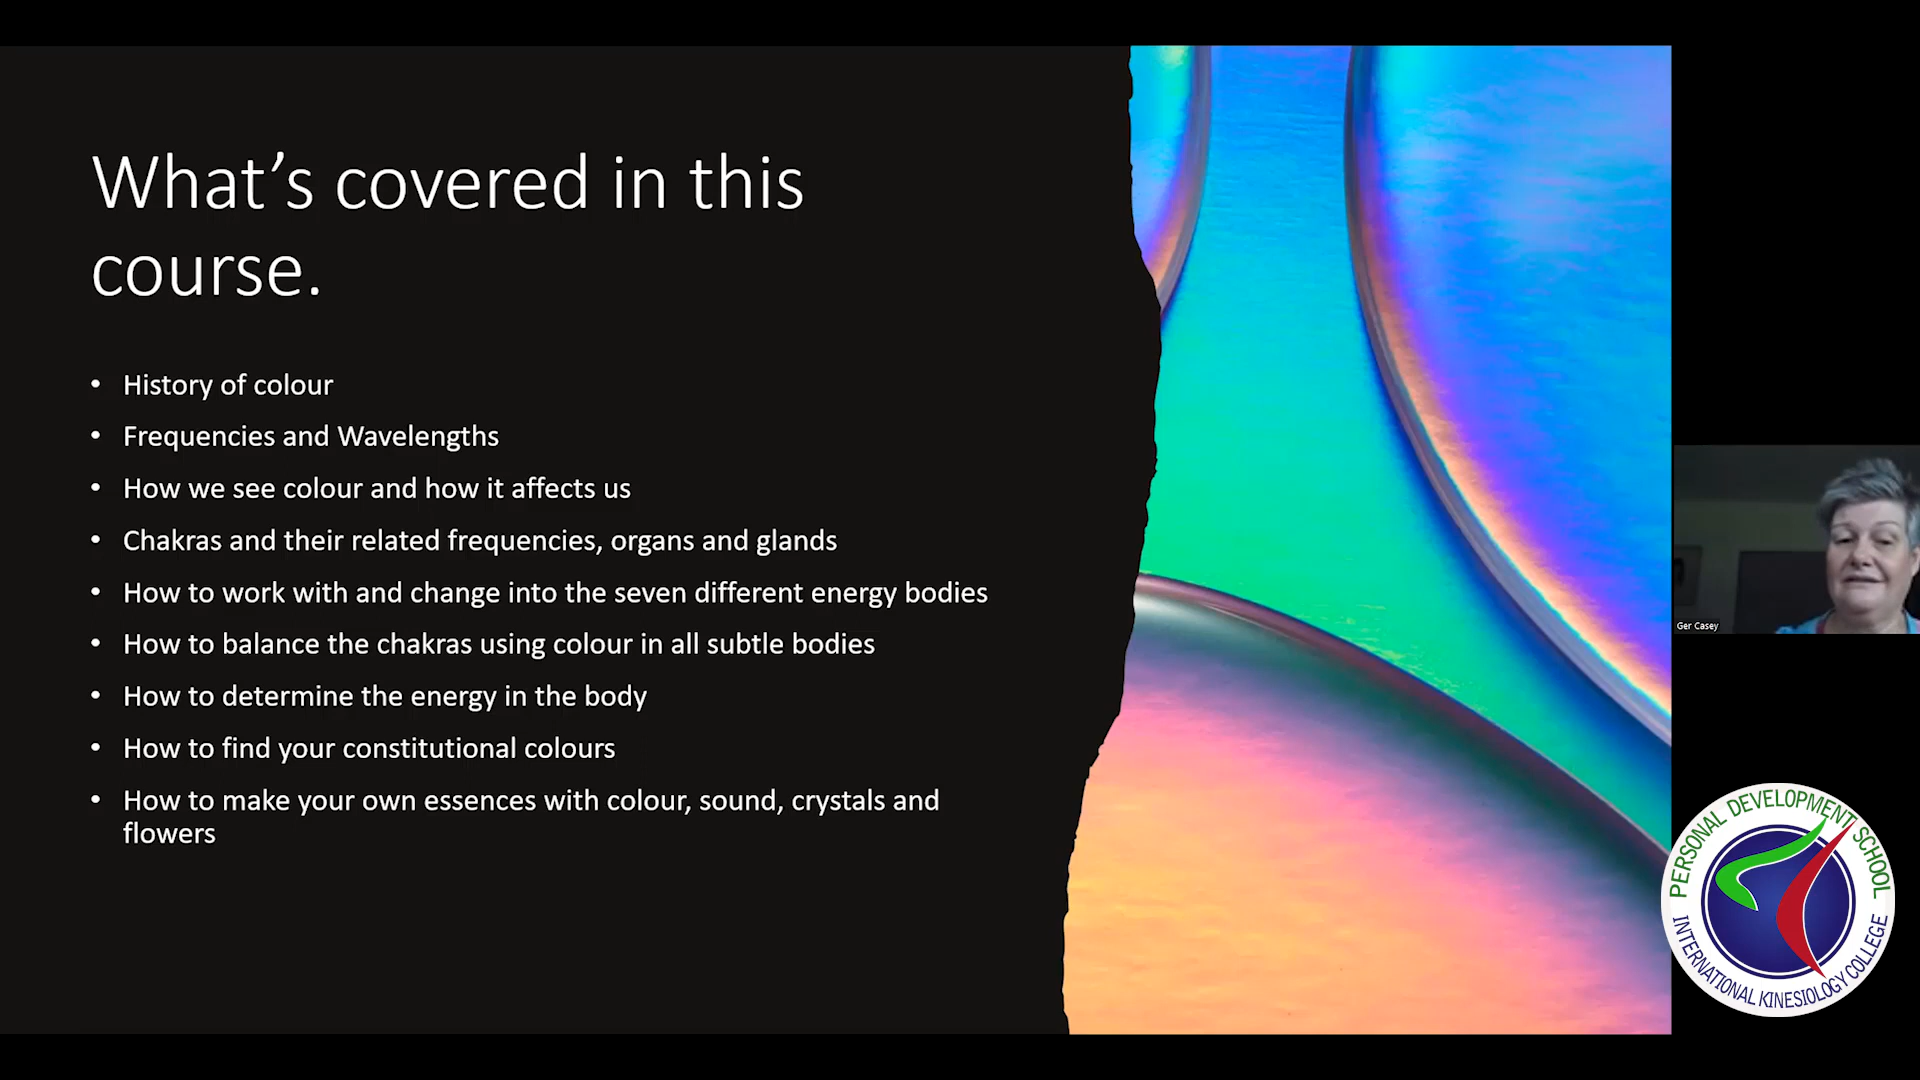 What’s covered in this
course.
• History of colour
• Frequencies and Wavelengths
• How we see colour and how it affects us
• Chakras and their related frequencies, organs and glands
• How to work with and change into the seven different energy bodies
• How to balance the chakras using colour in all subtle bodies
• How to determine the energy in the body
• How to find your constitutional colours
• How to make your own essences with colour, sound, crystals and
flowers
Ger Casey
PERSONAL DEVELOPMENT SCHOOL
INTERNATIONAL KINESIOLOGY COLLEGE